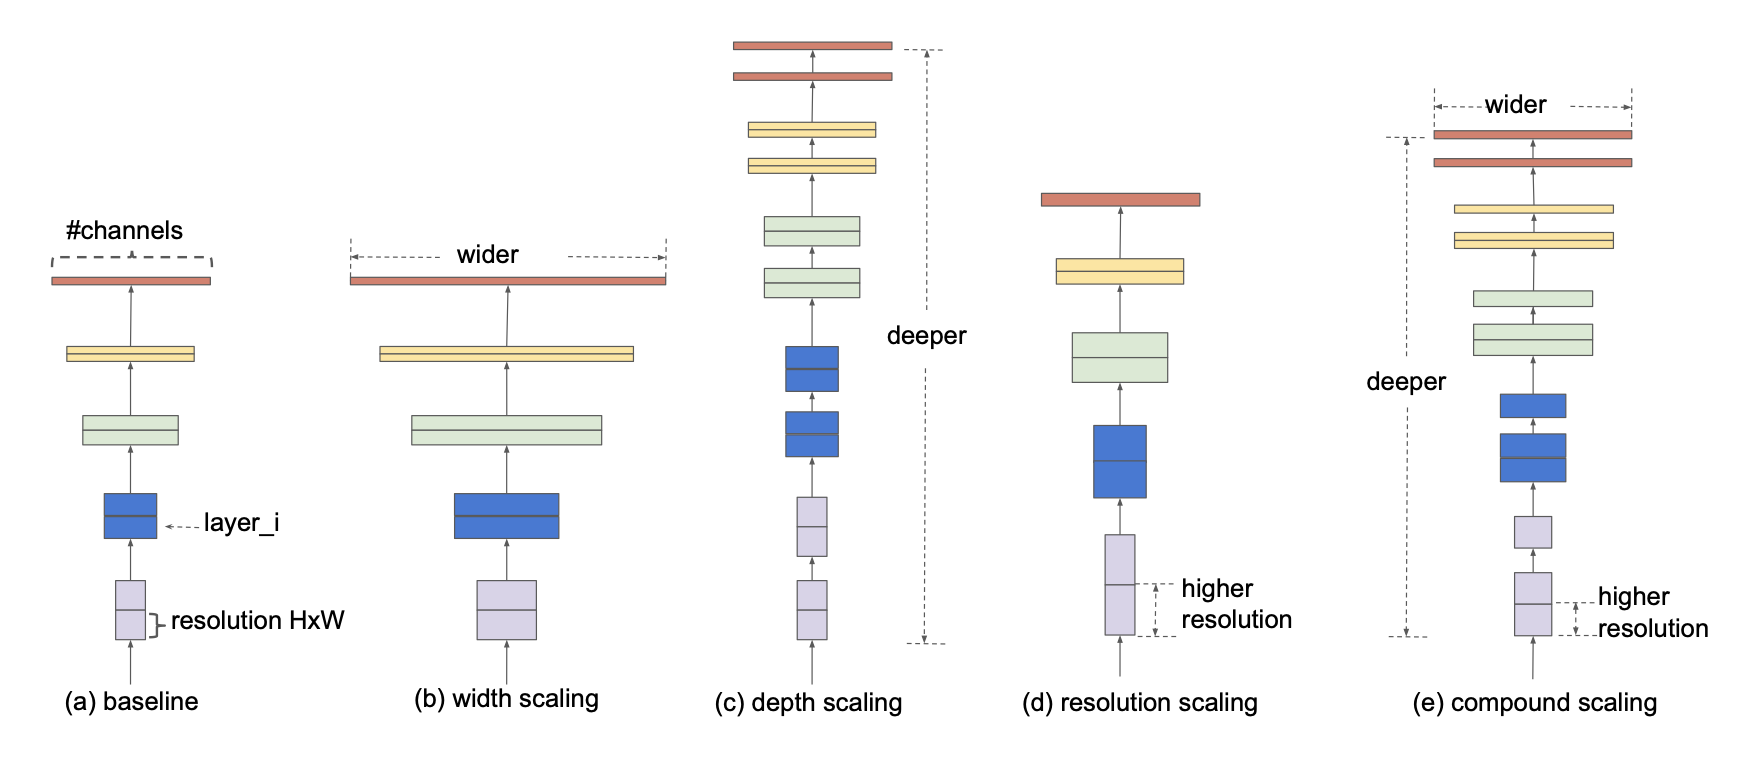 #channels
layer_i
resolution HxW
(a) baseline
wider
(b) width scaling
deeper
(c) depth scaling
higher
resolution
(d) resolution scaling
wider
deeper
higher
resolution
(e) compound scaling